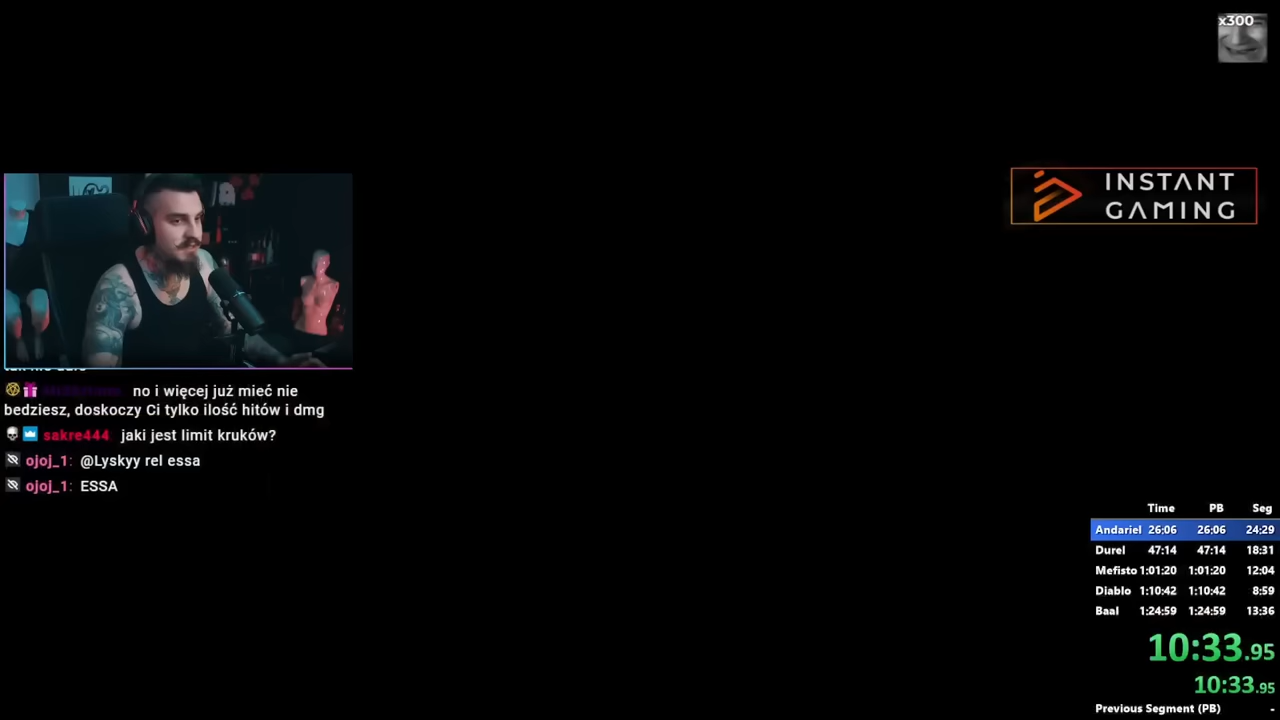 x300
INSTANT
GAMING
no i więcej już mieć nie
bedziesz, doskoczy Ci tylko ilość hitów i dmg
sakre444 jaki jest limit kruków?
ojoj_1: @Lyskyy rel essa
ojoj_1: ESSA
Time PB Seg
Andariel 26:06 26:06 24:29
Durel 47:14 47:14 18:31
Mefisto 1:01:20 1:01:20 12:04
Diablo 1:10:42 1:10:42 8:59
Baal 1:24:59 1:24:59 13:36
10:33.95
10:33.95
Previous Segment (PB) -